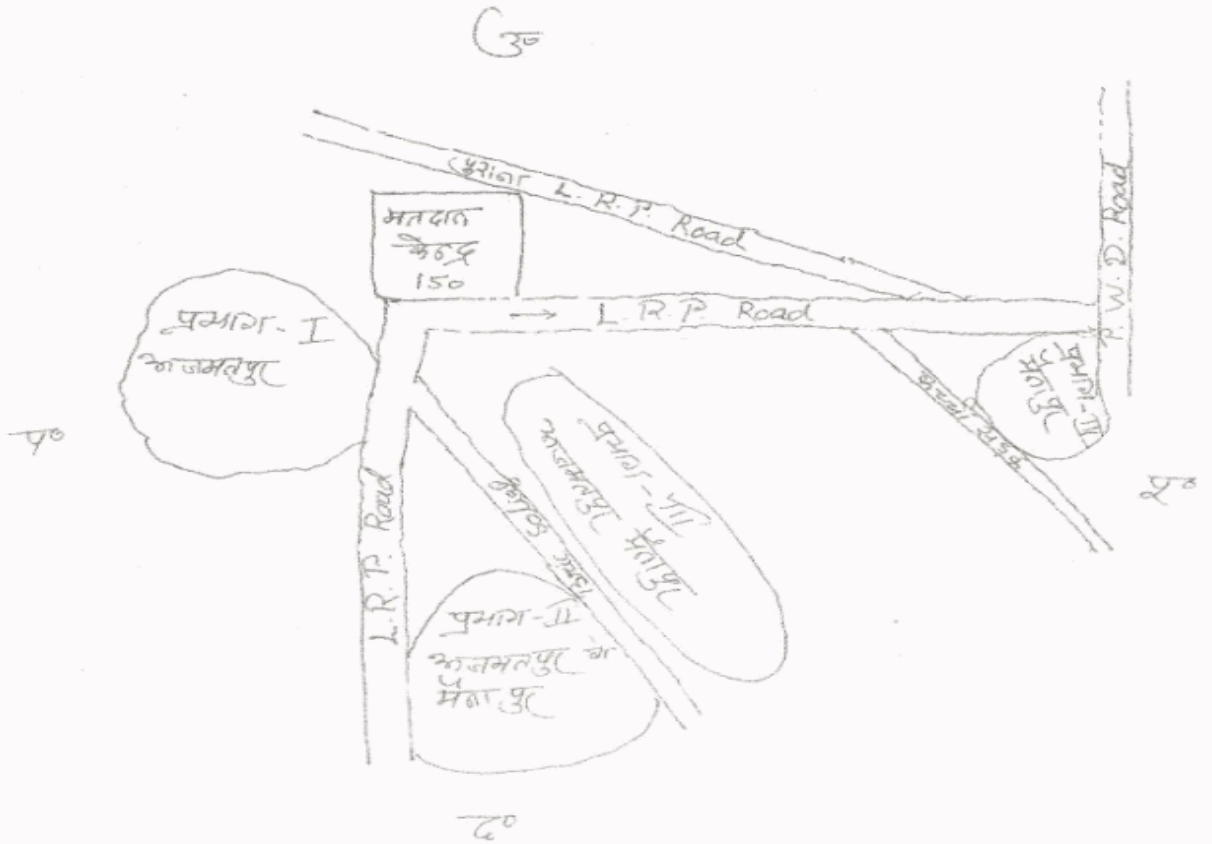 उ०
पुराना L. R. P. Road
मतदान
केन्द्र
150
P. W. D. Road
→ L. R. P. Road
प्रभाग - I
अजमतपुर
प०
L. R. P. Road
प्रभाग - III
अजमतपुर
प्रभाग - III
पू०
प्रभाग - II
अजमतपुर का
मैनापुर
द०